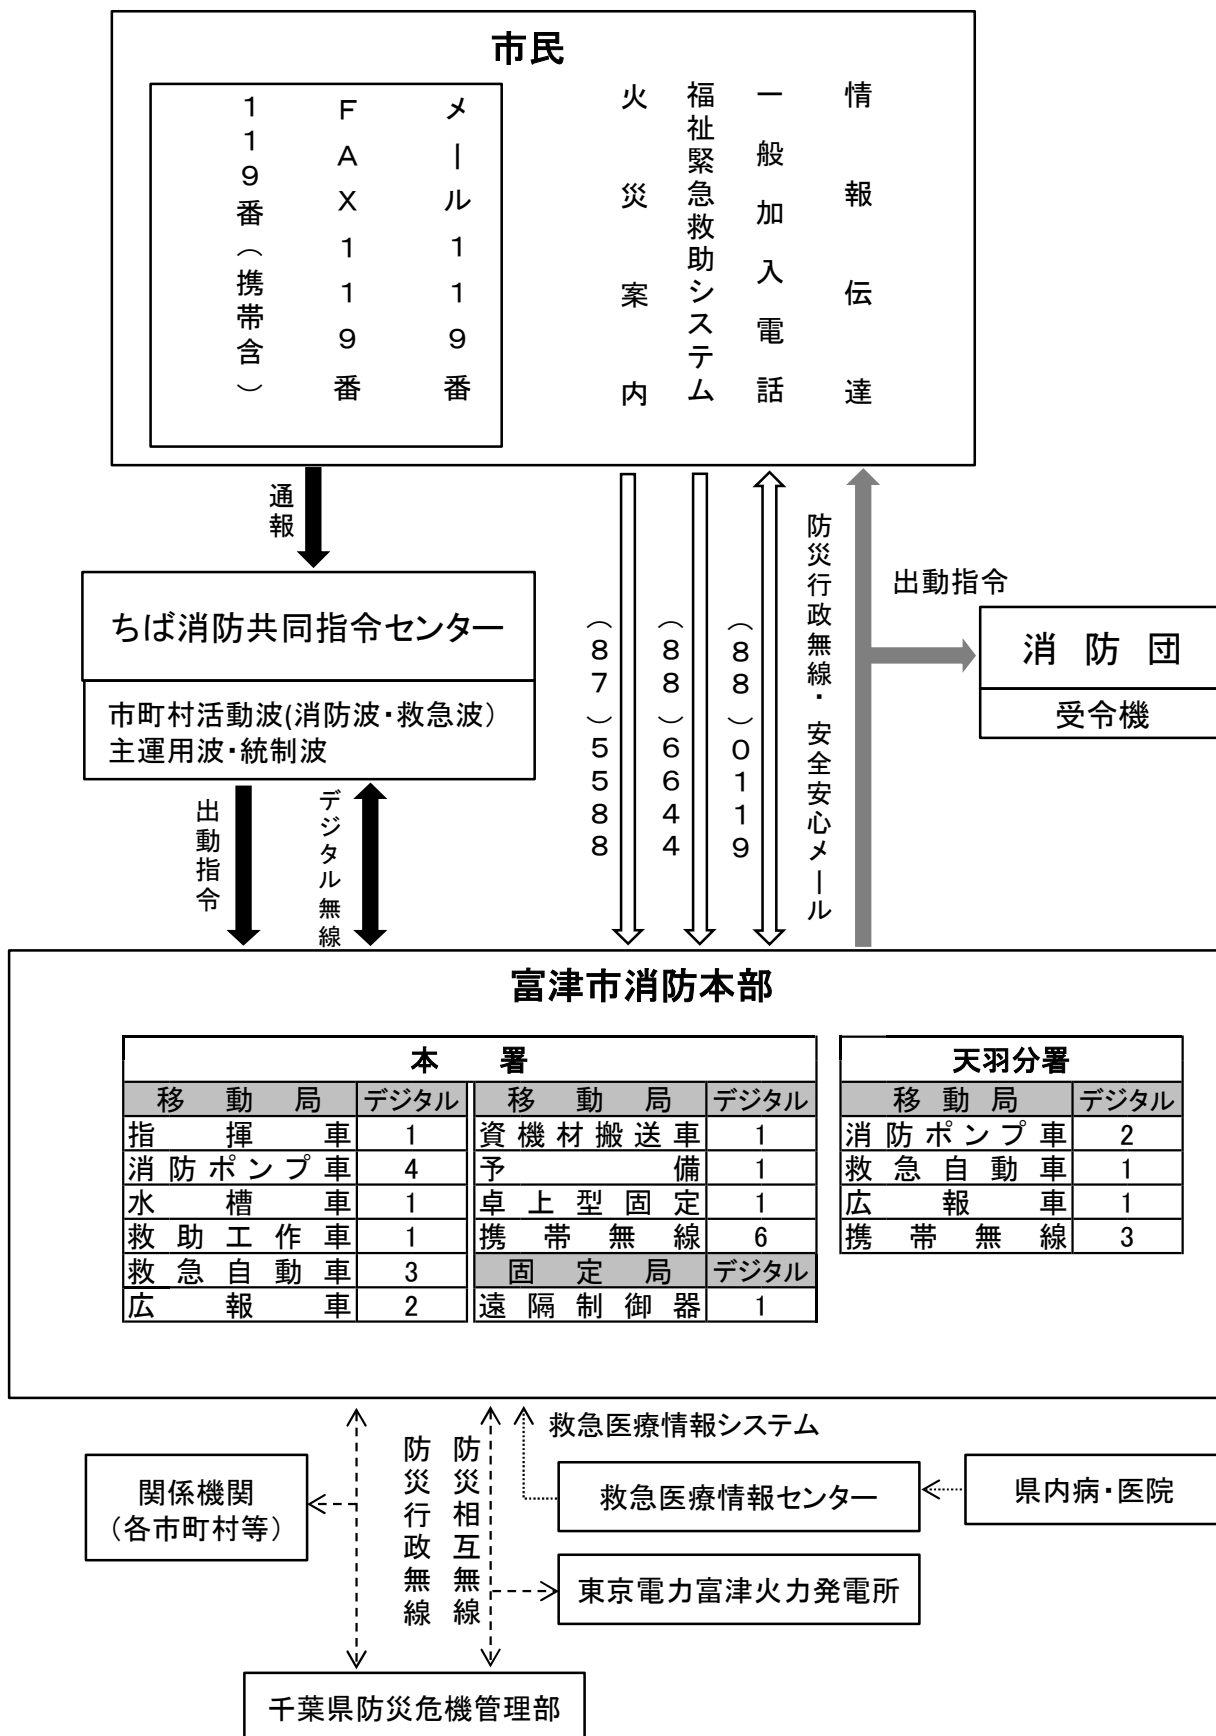 市民
119番(携帯含)
FAX119番
メール119番
火災案内
福祉緊急救助システム
一般加入電話
情報伝達
通報
ちば消防共同指令センター
市町村活動波(消防波・救急波)
主運用波・統制波
出動指令
デジタル無線
(87)5588
(88)6644
(88)0119
防災行政無線・安全安心メール
出動指令
消防団
受令機
富津市消防本部
本署
移動局 デジタル 移動局 デジタル
指揮車 1 資機材搬送車 1
消防ポンプ車 4 予備 1
水槽車 1 卓上型固定 1
救助工作車 1 携帯無線 6
救急自動車 3 固定局 デジタル
広報車 2 遠隔制御器 1
天羽分署
移動局 デジタル
消防ポンプ車 2
救急自動車 1
広報車 1
携帯無線 3
関係機関
(各市町村等)
防災行政無線
防災相互無線
救急医療情報システム
救急医療情報センター
県内病・医院
東京電力富津火力発電所
千葉県防災危機管理部